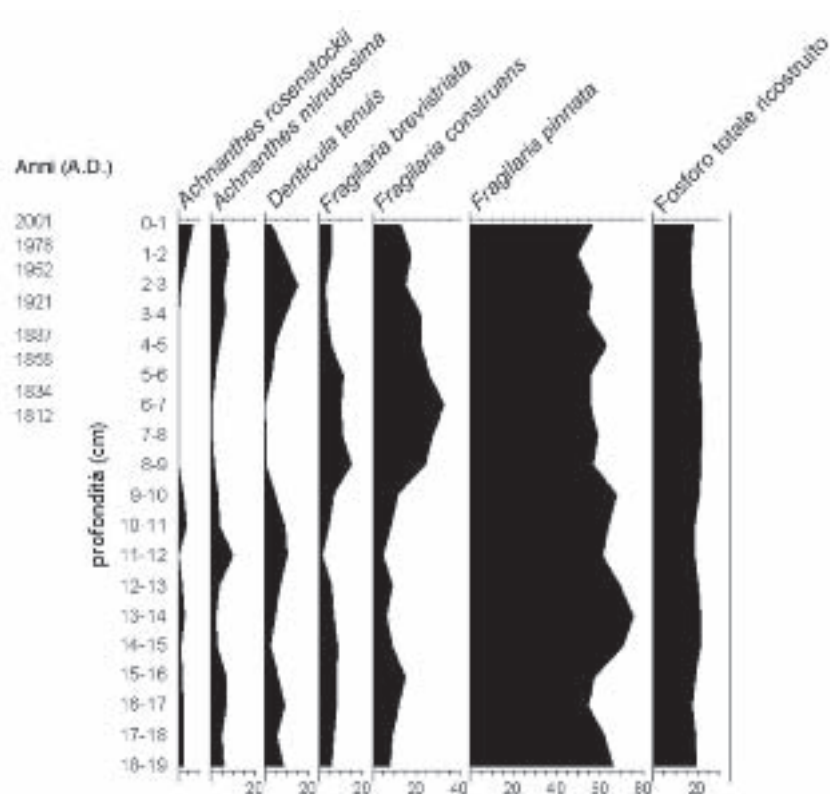 Achnanthes rosenstockii
Achnanthes minutissima
Denticula tenuis
Fragilaria brevistriata
Fragilaria construens
Fragilaria pinnata
Fosforo totale ricostruito
Anni (A.D.)
2001
1978
1952
1921
1887
1858
1834
1812
profondità (cm)
0-1
1-2
2-3
3-4
4-5
5-6
6-7
7-8
8-9
9-10
10-11
11-12
12-13
13-14
14-15
15-16
16-17
17-18
18-19
20 20 20 20 40 20 40 60 80 20